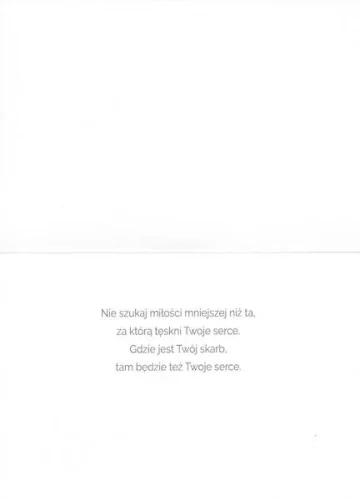 Nie szukaj miłości mniejszej niż ta,
za którą tęskni Twoje serce.
Gdzie jest Twój skarb,
tam będzie też Twoje serce.